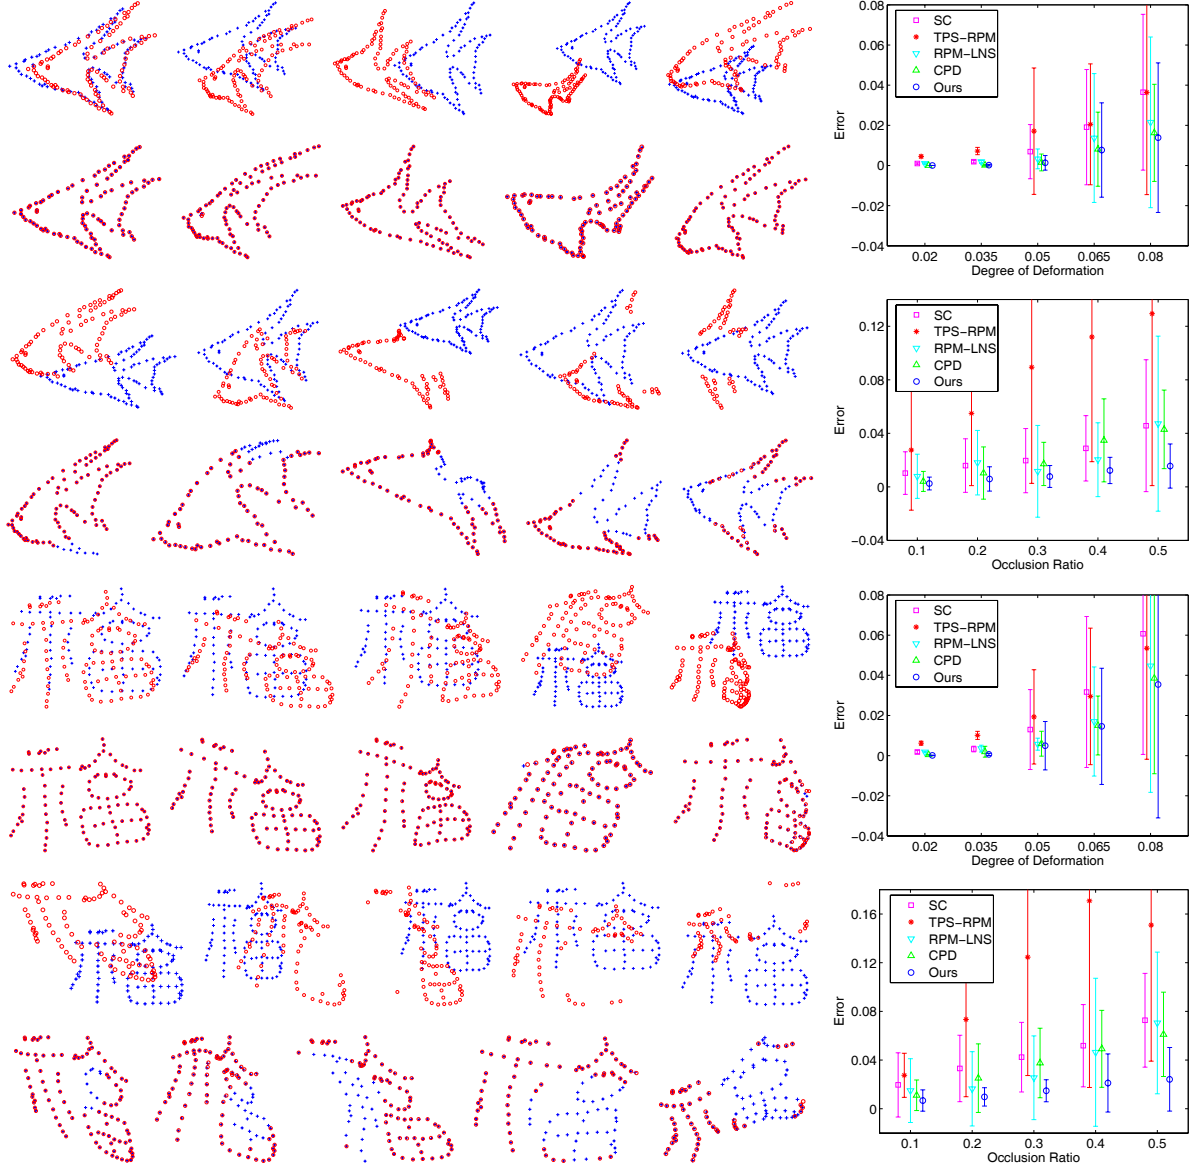 0.08
0.06
0.04
0.02
0
−0.02
−0.04
Error
SC
TPS−RPM
RPM−LNS
CPD
Ours
0.02 0.035 0.05 0.065 0.08
Degree of Deformation
0.12
0.08
0.04
0
−0.04
Error
SC
TPS−RPM
RPM−LNS
CPD
Ours
0.1 0.2 0.3 0.4 0.5
Occlusion Ratio
0.08
0.06
0.04
0.02
0
−0.02
−0.04
Error
SC
TPS−RPM
RPM−LNS
CPD
Ours
0.02 0.035 0.05 0.065 0.08
Degree of Deformation
0.16
0.12
0.08
0.04
0
Error
SC
TPS−RPM
RPM−LNS
CPD
Ours
0.1 0.2 0.3 0.4 0.5
Occlusion Ratio